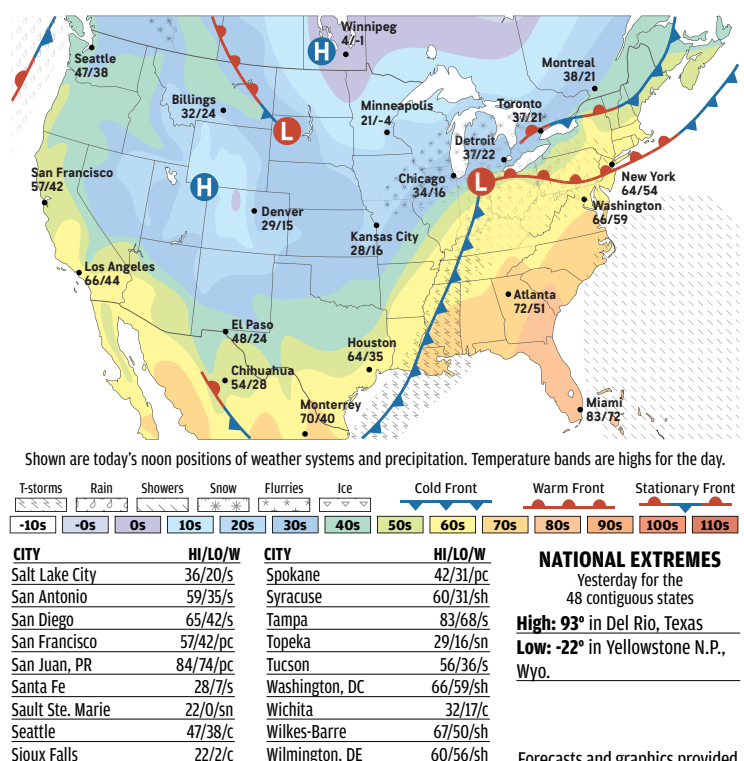 Winnipeg
4/-1
H
Seattle
47/38
Montreal
38/21
Billings
32/24
Minneapolis
21/-4
Toronto
37/21
L
Detroit
37/22
San Francisco
57/42
H
Chicago
34/16
L
New York
64/54
Washington
66/59
Denver
29/15
Kansas City
28/16
Los Angeles
66/44
Atlanta
72/51
El Paso
48/24
Houston
64/35
Chihuahua
54/28
Monterrey
70/40
Miami
83/72
Shown are today's noon positions of weather systems and precipitation. Temperature bands are highs for the day.
T-storms Rain Showers Snow Flurries Ice Cold Front Warm Front Stationary Front
-10s -0s 0s 10s 20s 30s 40s 50s 60s 70s 80s 90s 100s 110s
CITY HI/LO/W
Salt Lake City 36/20/s
San Antonio 59/35/s
San Diego 65/42/s
San Francisco 57/42/pc
San Juan, PR 84/74/pc
Santa Fe 28/7/s
Sault Ste. Marie 22/0/sn
Seattle 47/38/c
Sioux Falls 22/2/c
CITY HI/LO/W
Spokane 42/31/pc
Syracuse 60/31/sh
Tampa 83/68/s
Topeka 29/16/sn
Tucson 56/36/s
Washington, DC 66/59/sh
Wichita 32/17/c
Wilkes-Barre 67/50/sh
Wilmington, DE 60/56/sh
NATIONAL EXTREMES
Yesterday for the
48 contiguous states
High: 93° in Del Rio, Texas
Low: -22° in Yellowstone N.P.,
Wyo.
Forecasts and graphics provided